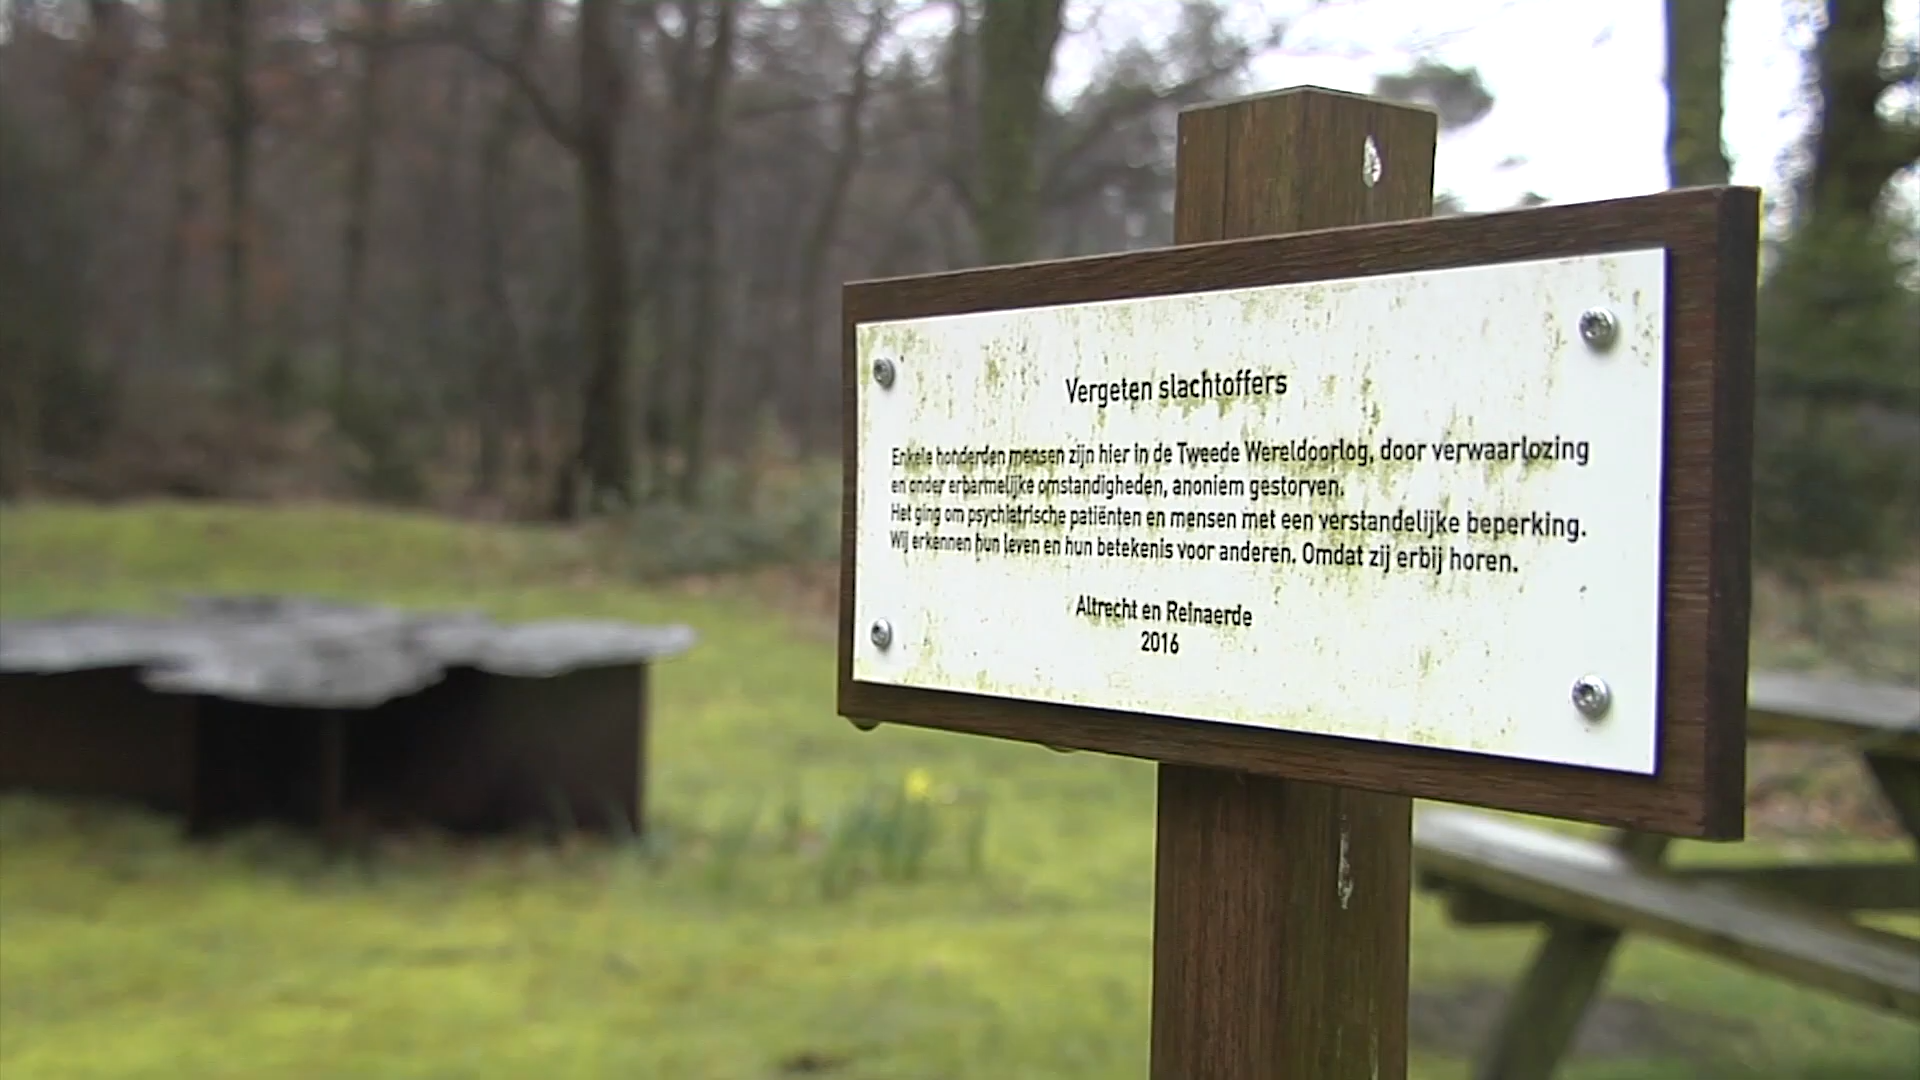 Vergeten slachtoffers
Enkele honderden mensen zijn hier in de Tweede Wereldoorlog, door verwaarlozing
en onder erbarmelijke omstandigheden, anoniem gestorven.
Het ging om psychiatrische patiënten en mensen met een verstandelijke beperking.
Wij erkennen hun leven en hun betekenis voor anderen. Omdat zij erbij horen.
Altrecht en Reinaerde
2016